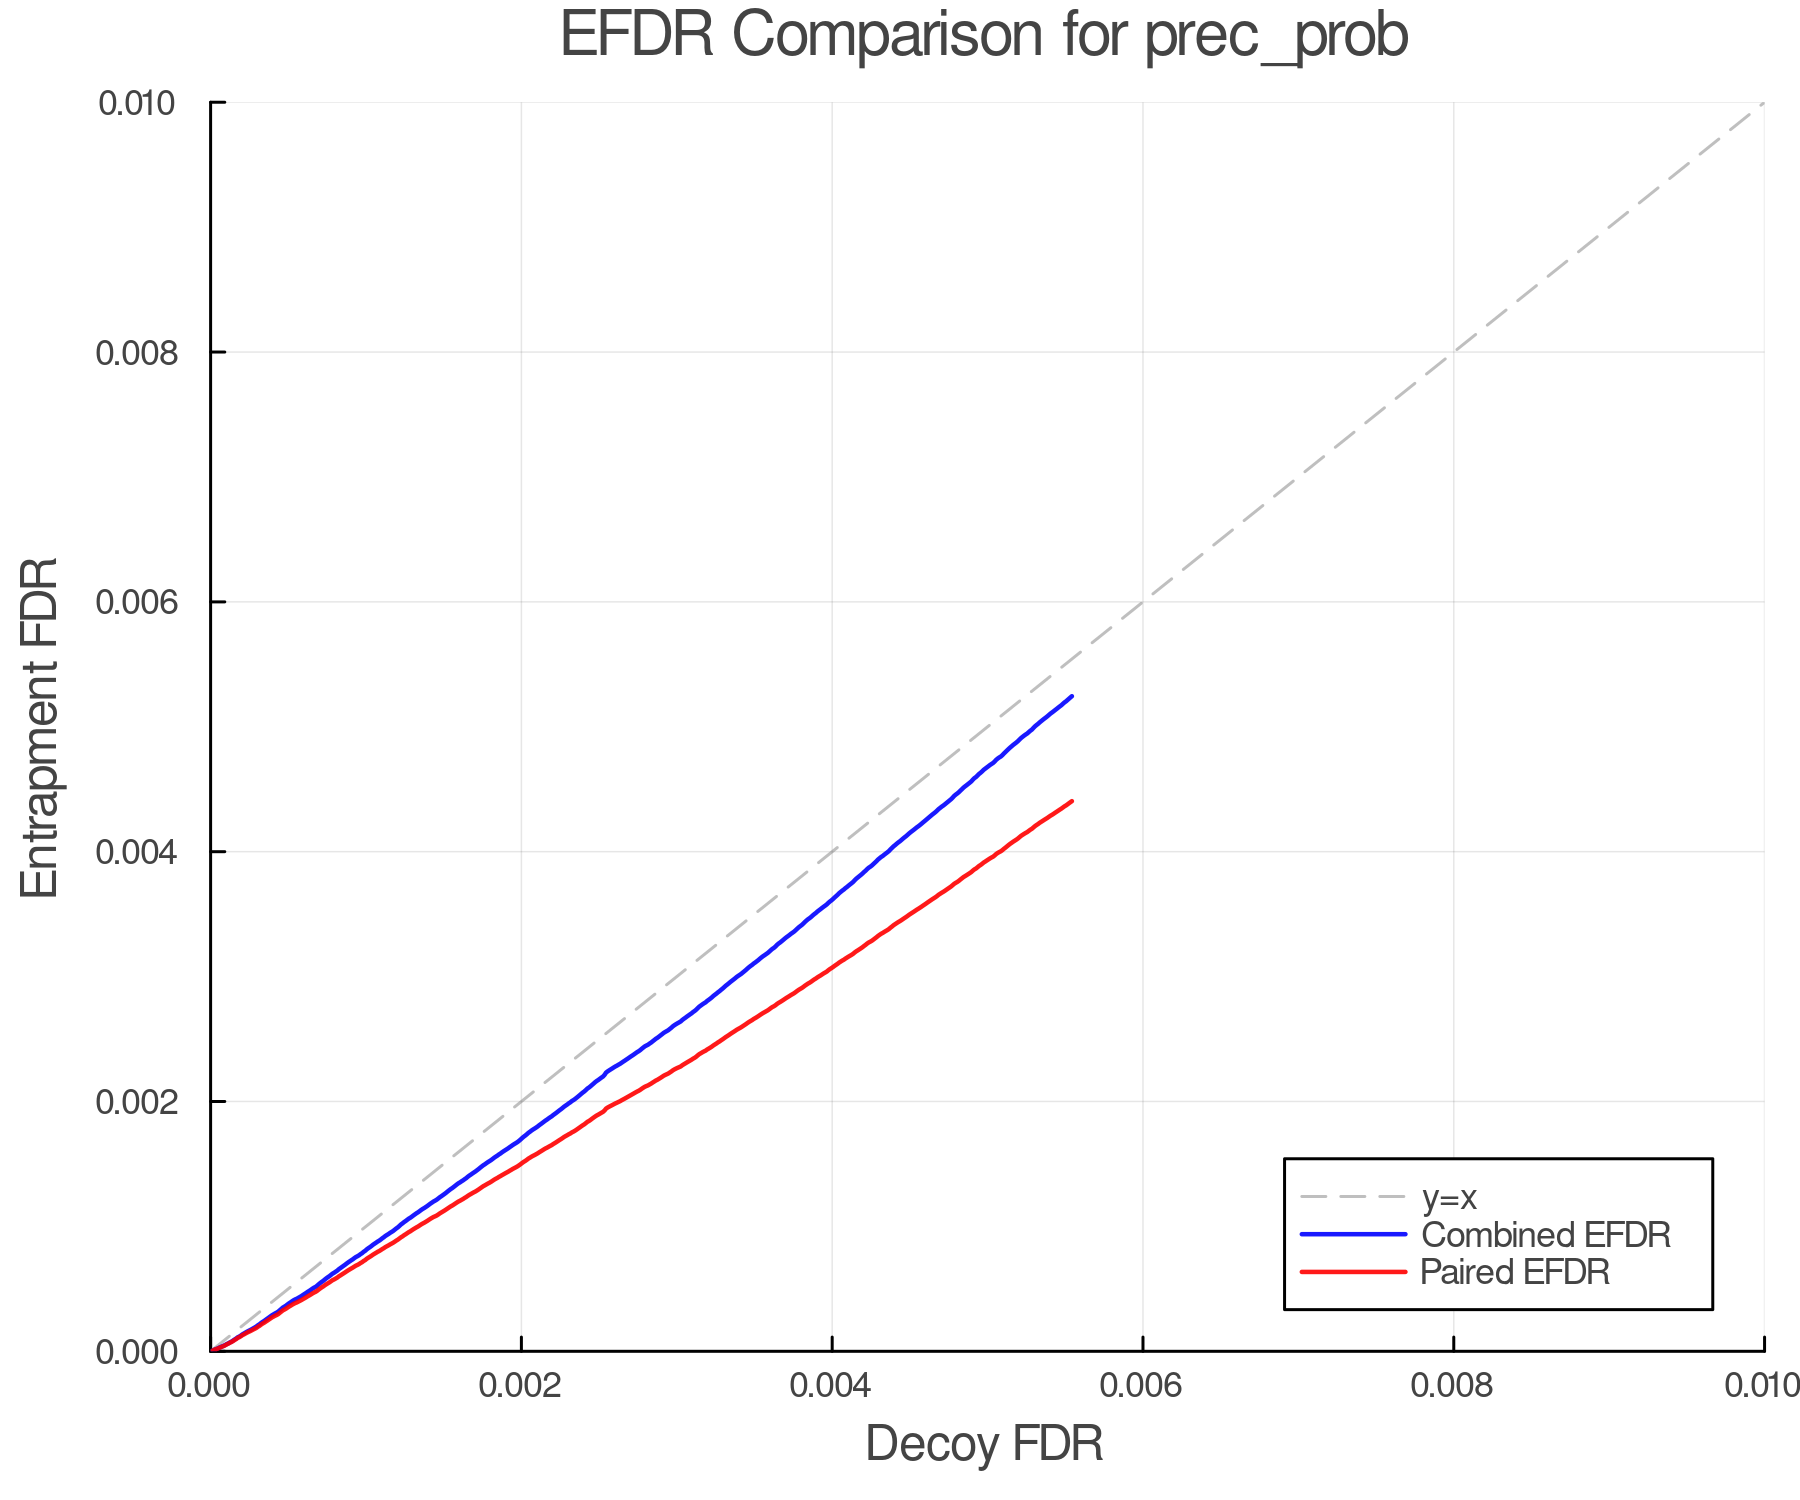 EFDR Comparison for prec_prob
0.010
0.008
0.006
0.004
0.002
0.000
Entrapment FDR
y=x
Combined EFDR
Paired EFDR
0.000 0.002 0.004 0.006 0.008 0.010
Decoy FDR